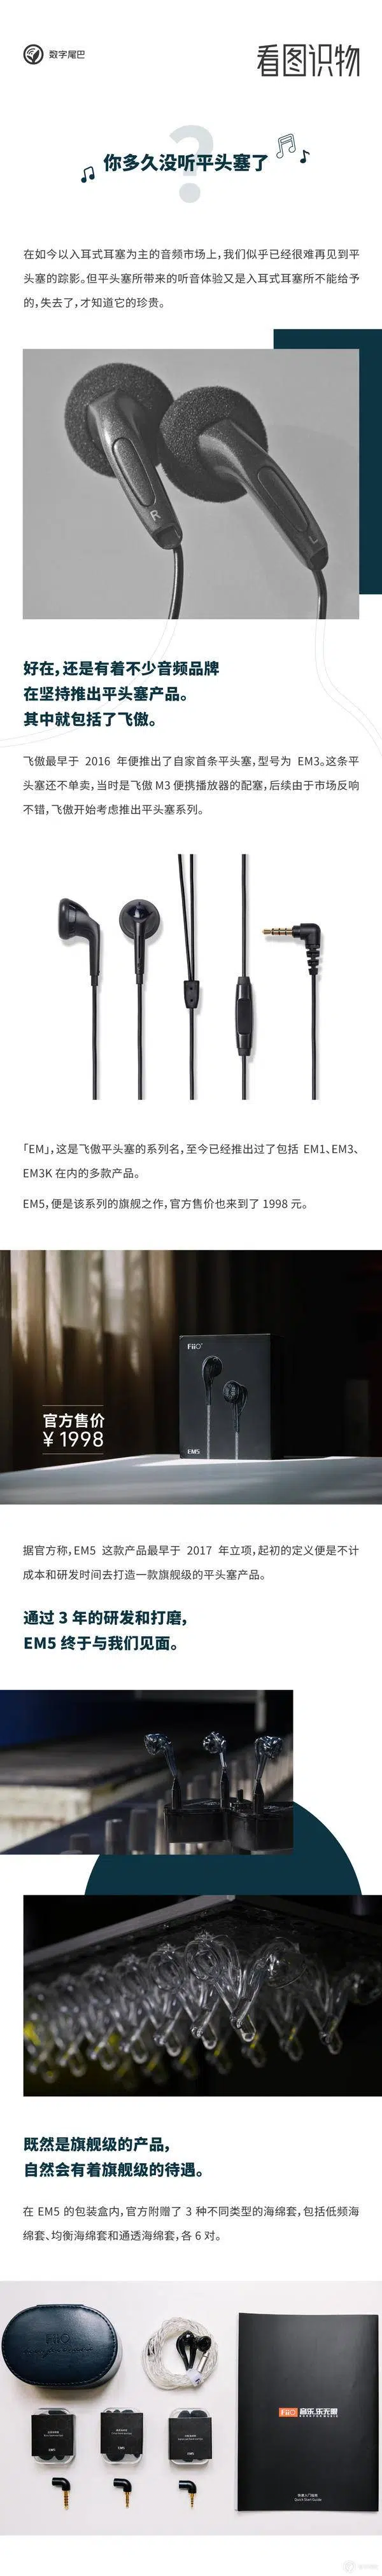 数字尾巴
看图识物
?
你多久没听平头塞了
在如今以入耳式耳塞为主的音频市场上，我们似乎已经很难再见到平
头塞的踪影。但平头塞所带来的听音体验又是入耳式耳塞所不能给予
的，失去了，才知道它的珍贵。
R
L
好在，还是有着不少音频品牌
在坚持推出平头塞产品。
其中就包括了飞傲。
飞傲最早于 2016 年便推出了自家首条平头塞，型号为 EM3。这条平
头塞还不单卖，当时是飞傲 M3 便携播放器的配塞，后续由于市场反响
不错，飞傲开始考虑推出平头塞系列。
「EM」，这是飞傲平头塞的系列名，至今已经推出过了包括 EM1、EM3、
EM3K 在内的多款产品。
EM5，便是该系列的旗舰之作，官方售价也来到了 1998 元。
FiiO
EM5
官方售价
¥ 1998
据官方称，EM5 这款产品最早于 2017 年立项，起初的定义便是不计
成本和研发时间去打造一款旗舰级的平头塞产品。
通过 3 年的研发和打磨，
EM5 终于与我们见面。
既然是旗舰级的产品，
自然会有着旗舰级的待遇。
在 EM5 的包装盒内，官方附赠了 3 种不同类型的海绵套，包括低频海
绵套、均衡海绵套和通透海绵套，各 6 对。
FiiO
FiiO 音乐，乐无限
快速入门指南
Quick Start Guide